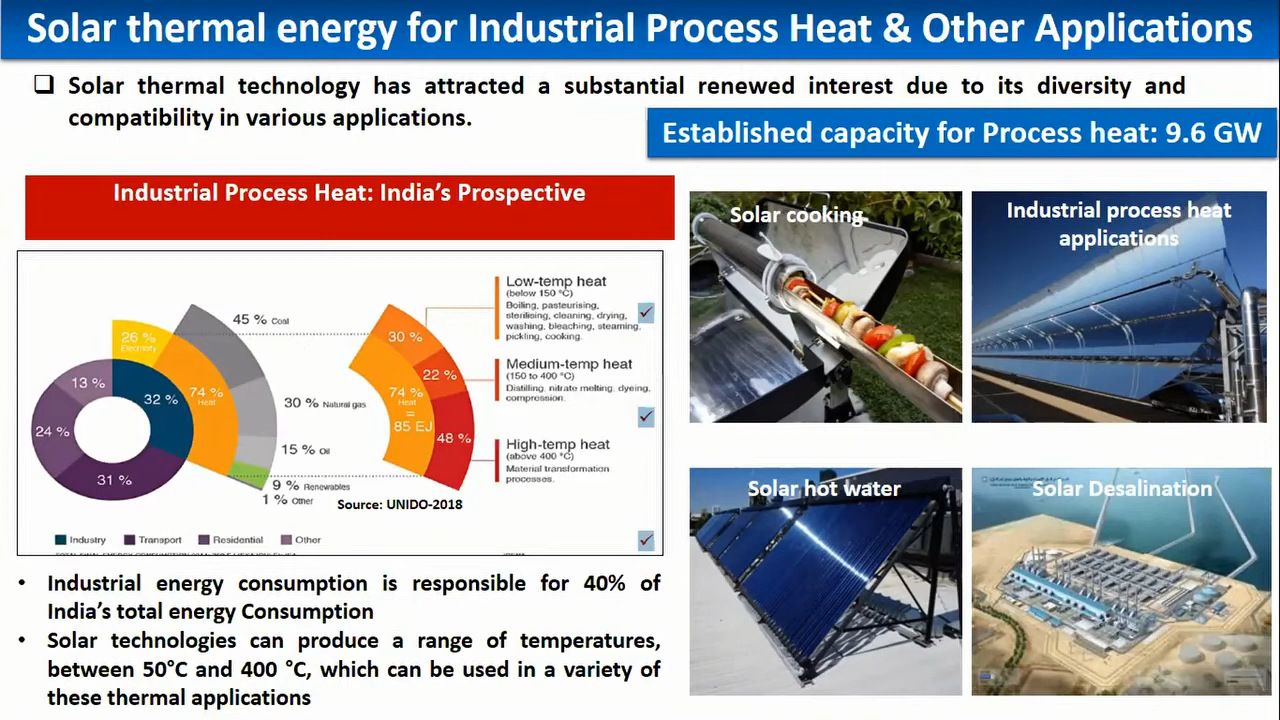 Solar thermal energy for Industrial Process Heat & Other Applications
❑ Solar thermal technology has attracted a substantial renewed interest due to its diversity and
compatibility in various applications.
Established capacity for Process heat: 9.6 GW
Industrial Process Heat: India’s Prospective
26 %
Electricity
13 %
32 %
24 %
31 %
74 %
Heat
45 % Coal
30 % Natural gas
15 % Oil
9 % Renewables
1 % Other
30 %
22 %
74 %
Heat
=
85 EJ
48 %
Low-temp heat
(below 150 °C)
Boiling, pasteurising,
sterilising, cleaning, drying,
washing, bleaching, steaming,
pickling, cooking.
Medium-temp heat
(150 to 400 °C)
Distilling, nitrate melting, dyeing,
compression.
High-temp heat
(above 400 °C)
Material transformation
processes.
Source: UNIDO-2018
Industry Transport Residential Other
• Industrial energy consumption is responsible for 40% of
India’s total energy Consumption
• Solar technologies can produce a range of temperatures,
between 50°C and 400 °C, which can be used in a variety of
these thermal applications
Solar cooking
Industrial process heat
applications
Solar hot water
Solar Desalination